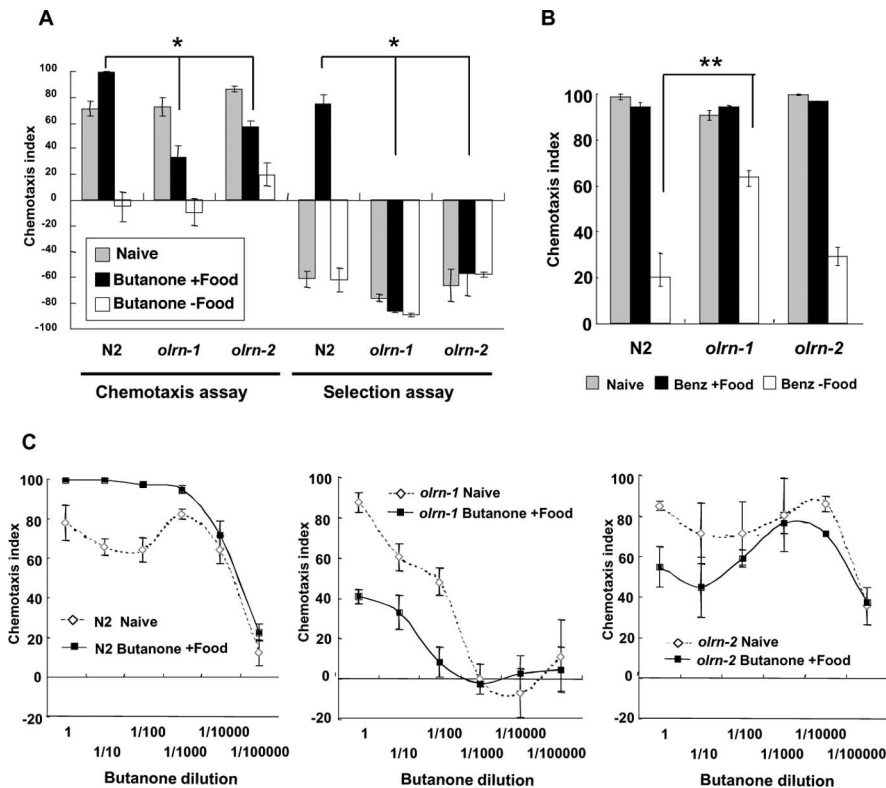 A
*
*
Chemotaxis index
100
80
60
40
20
0
-20
-40
-60
-80
-100
Naive
Butanone +Food
Butanone -Food
N2
olrn-1
olrn-2
N2
olrn-1
olrn-2
Chemotaxis assay
Selection assay
B
**
Chemotaxis index
100
80
60
40
20
0
N2
olrn-1
olrn-2
Naive
Benz +Food
Benz -Food
C
Chemotaxis index
100
80
60
40
20
0
-20
N2 Naive
N2 Butanone +Food
1
1/10
1/100
1/1000
1/10000
1/100000
Butanone dilution
Chemotaxis index
100
80
60
40
20
0
-20
olrn-1 Naive
olrn-1 Butanone +Food
1
1/10
1/100
1/1000
1/10000
1/100000
Butanone dilution
Chemotaxis index
100
80
60
40
20
0
-20
olrn-2 Naive
olrn-2 Butanone +Food
1
1/10
1/100
1/1000
1/10000
1/100000
Butanone dilution